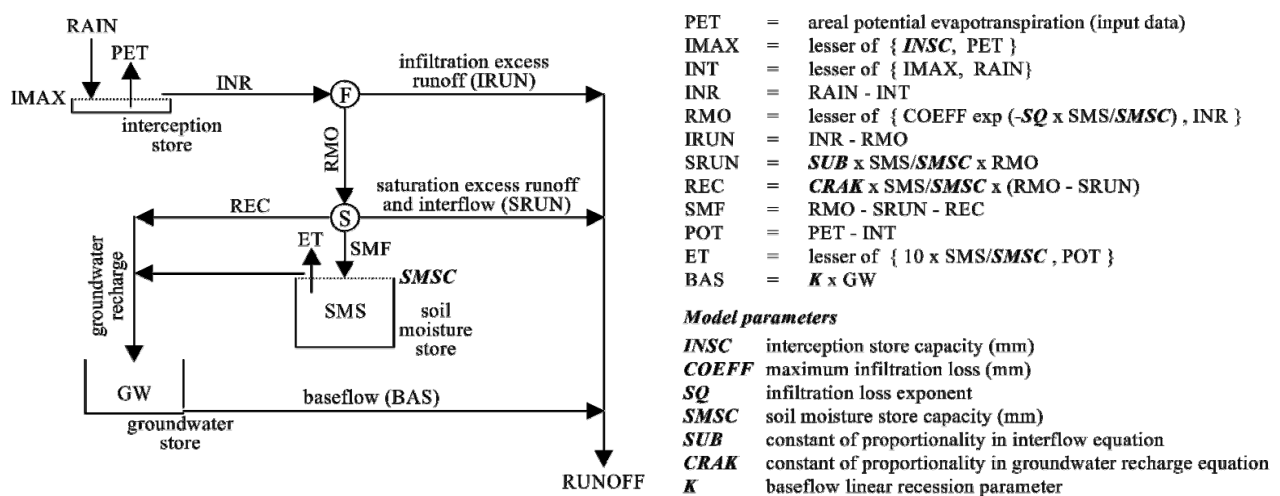 RAIN
PET
IMAX
interception
store
INR
F
infiltration excess
runoff (IRUN)
RMO
saturation excess runoff
and interflow (SRUN)
REC
S
ET
SMF
SMSC
groundwater
recharge
SMS
soil
moisture
store
GW
groundwater
store
baseflow (BAS)
RUNOFF
PET = areal potential evapotranspiration (input data)
IMAX = lesser of { INSC, PET }
INT = lesser of { IMAX, RAIN}
INR = RAIN - INT
RMO = lesser of { COEFF exp (-SQ x SMS/SMSC) , INR }
IRUN = INR - RMO
SRUN = SUB x SMS/SMSC x RMO
REC = CRAK x SMS/SMSC x (RMO - SRUN)
SMF = RMO - SRUN - REC
POT = PET - INT
ET = lesser of { 10 x SMS/SMSC , POT }
BAS = K x GW
Model parameters
INSC interception store capacity (mm)
COEFF maximum infiltration loss (mm)
SQ infiltration loss exponent
SMSC soil moisture store capacity (mm)
SUB constant of proportionality in interflow equation
CRAK constant of proportionality in groundwater recharge equation
K baseflow linear recession parameter